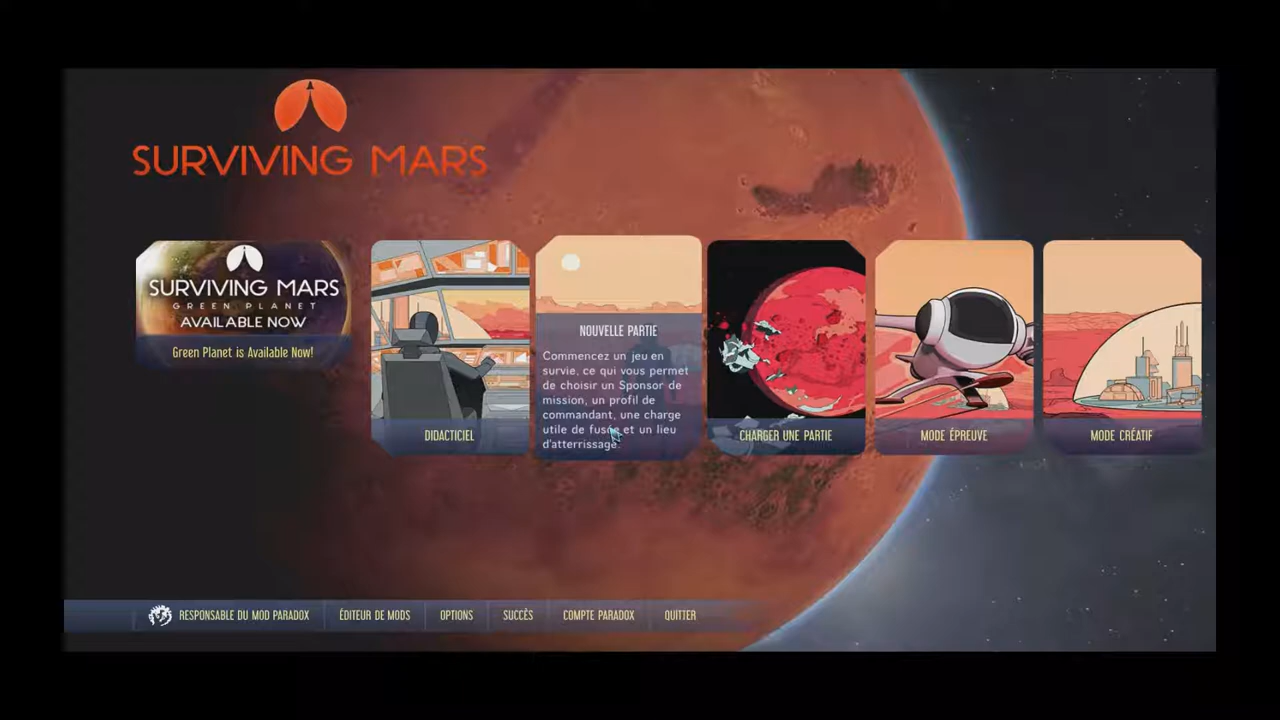 SURVIVING MARS
SURVIVING MARS
GREEN PLANET
AVAILABLE NOW
Green Planet is Available Now!
DIDACTICIEL
NOUVELLE PARTIE
Commencez un jeu en
survie, ce qui vous permet
de choisir un Sponsor de
mission, un profil de
commandant, une charge
utile de fusée et un lieu
d'atterrissage.
CHARGER UNE PARTIE
MODE ÉPREUVE
MODE CRÉATIF
RESPONSABLE DU MOD PARADOX
ÉDITEUR DE MODS
OPTIONS
SUCCÈS
COMPTE PARADOX
QUITTER